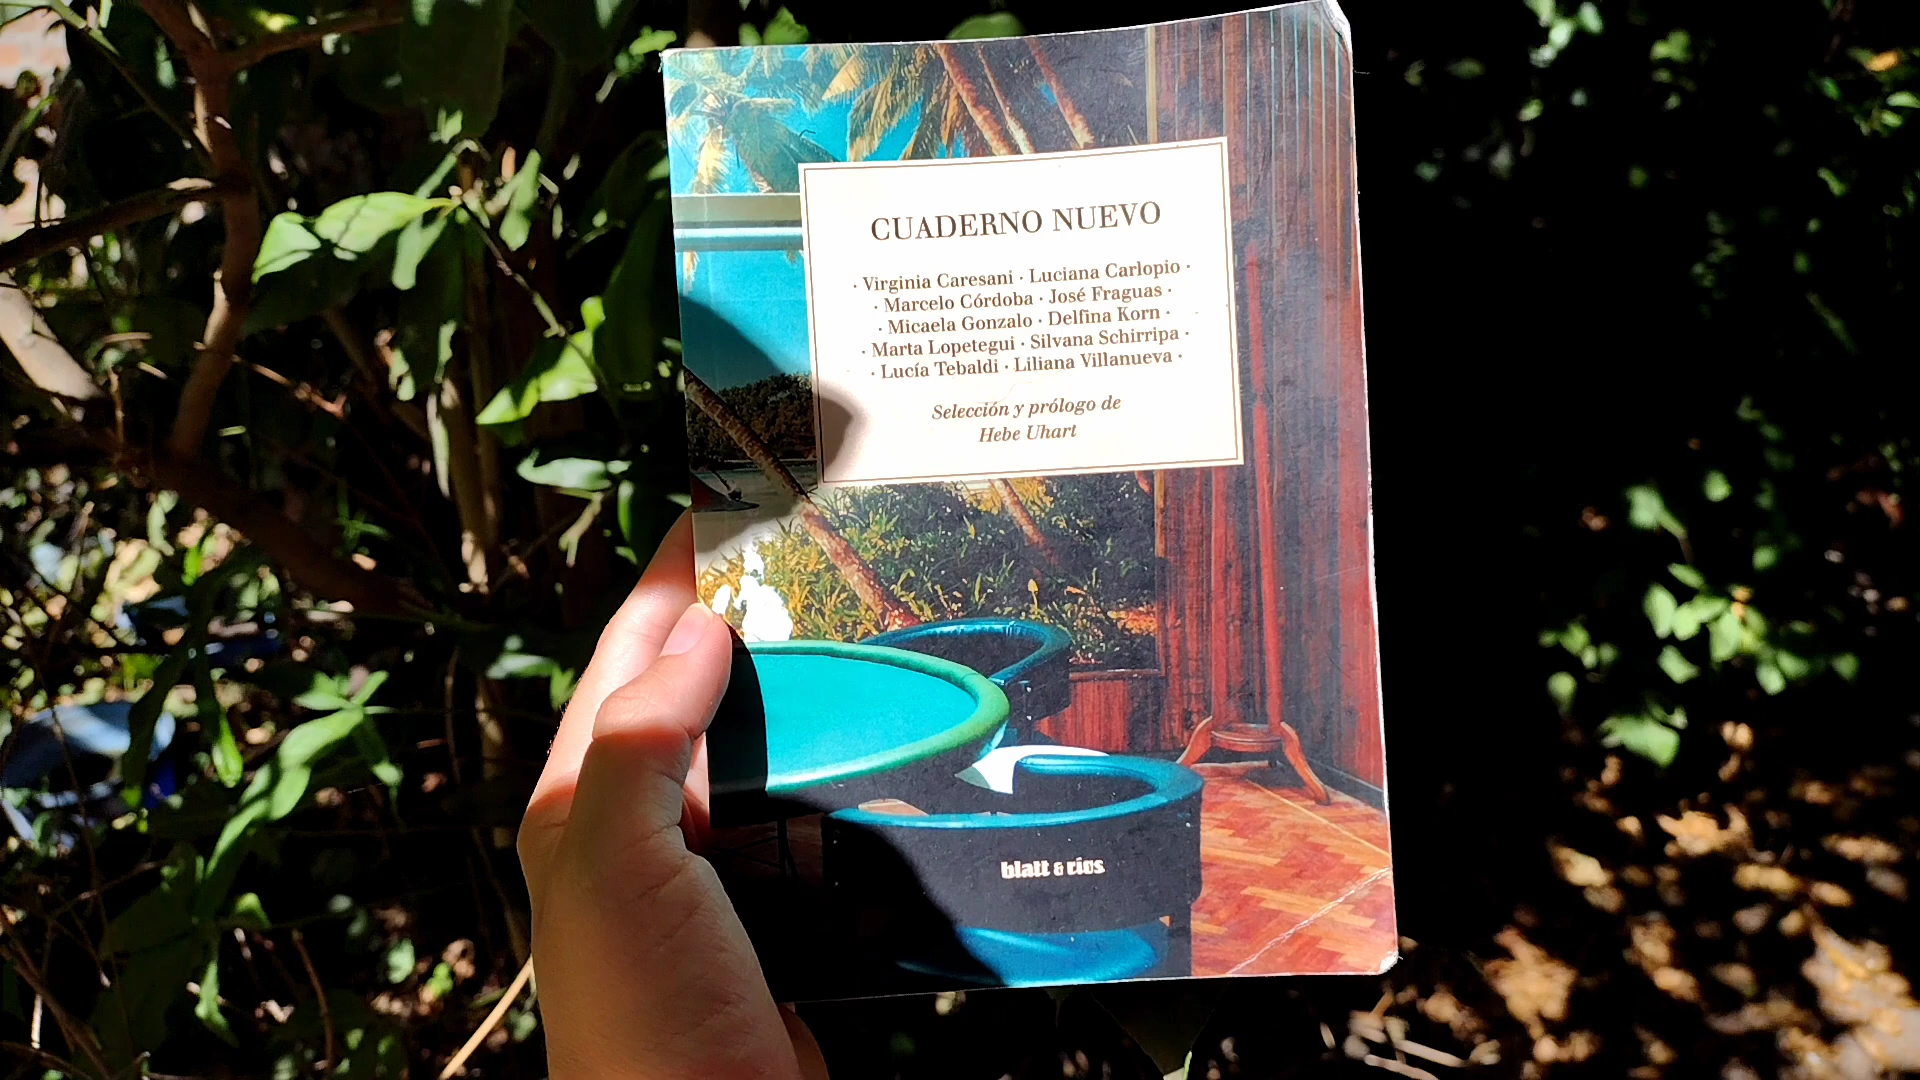 CUADERNO NUEVO
· Virginia Caresani · Luciana Carlopio ·
· Marcelo Córdoba · José Fraguas ·
· Micaela Gonzalo · Delfina Korn ·
· Marta Lopetegui · Silvana Schirripa ·
· Lucía Tebaldi · Liliana Villanueva ·
Selección y prólogo de
Hebe Uhart
blatt & ríos